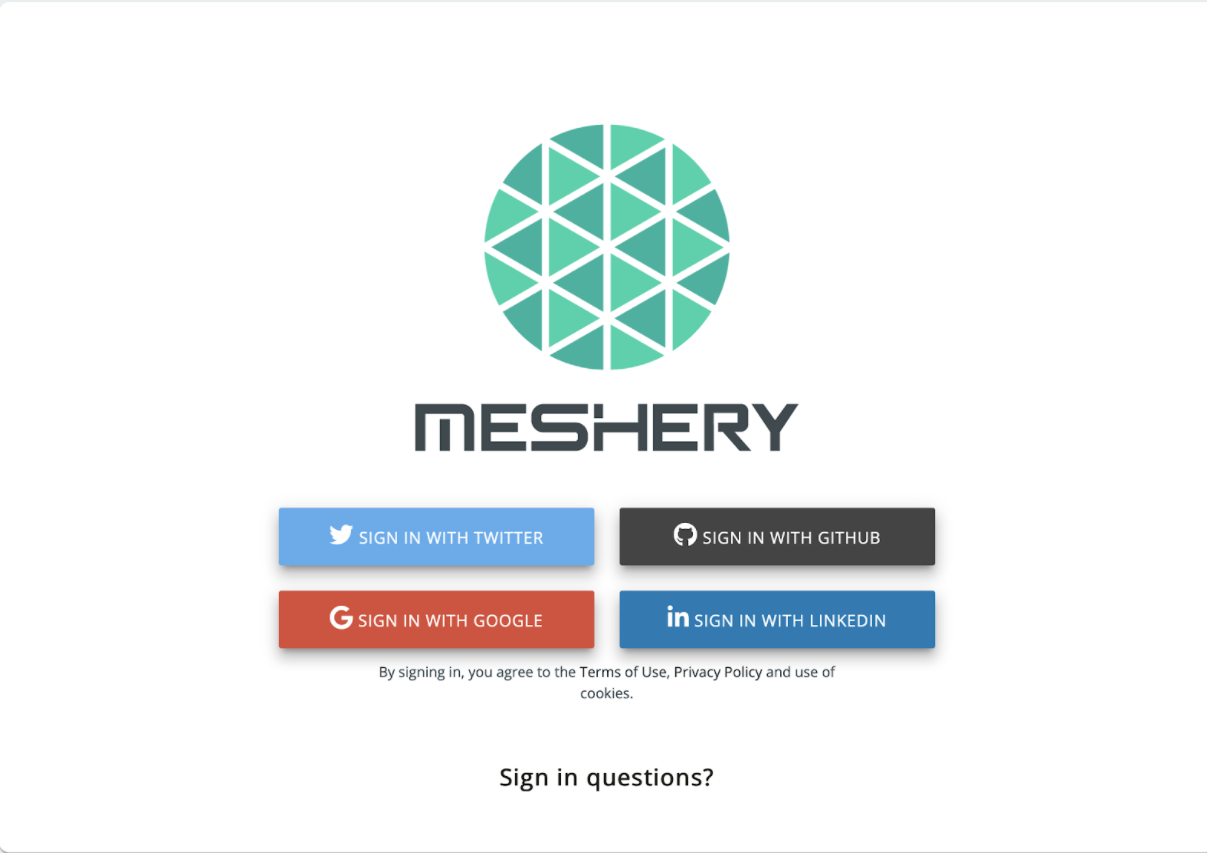 MESHERY
SIGN IN WITH TWITTER
SIGN IN WITH GITHUB
SIGN IN WITH GOOGLE
in SIGN IN WITH LINKEDIN
By signing in, you agree to the Terms of Use, Privacy Policy and use of
cookies.
Sign in questions?